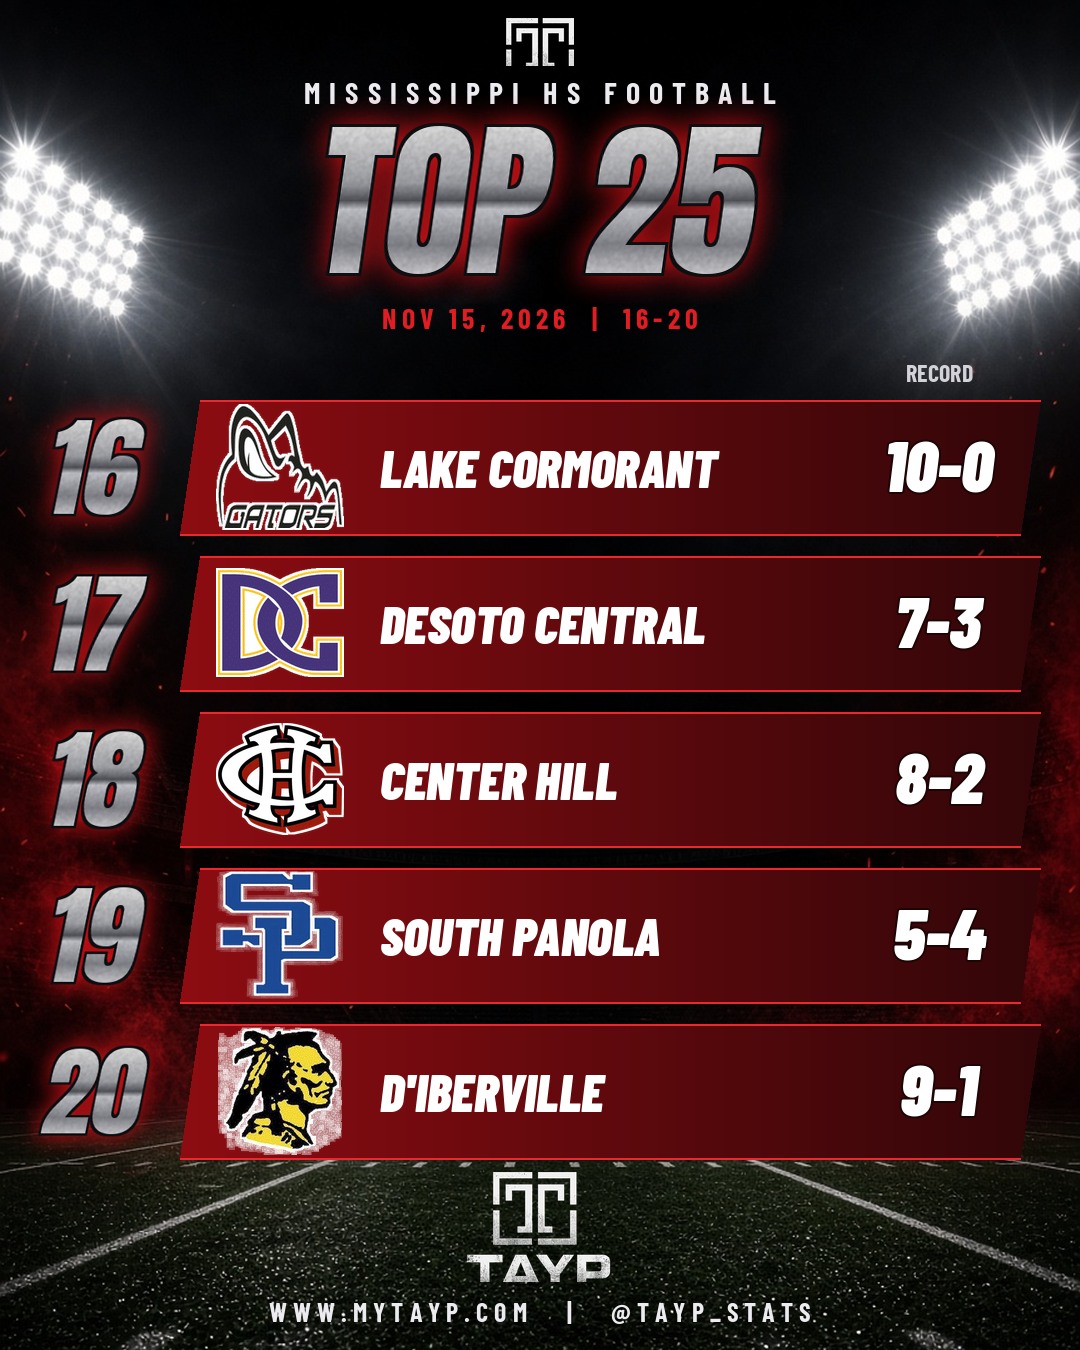 MISSISSIPPI HS FOOTBALL
TOP 25
NOV 15, 2026 | 16-20
RECORD
16 GATORS LAKE CORMORANT 10-0
17 DC DESOTO CENTRAL 7-3
18 CHC CENTER HILL 8-2
19 SP SOUTH PANOLA 5-4
20 D'IBERVILLE 9-1
TAYP
WWW.MYTAYP.COM | @TAYP_STATS